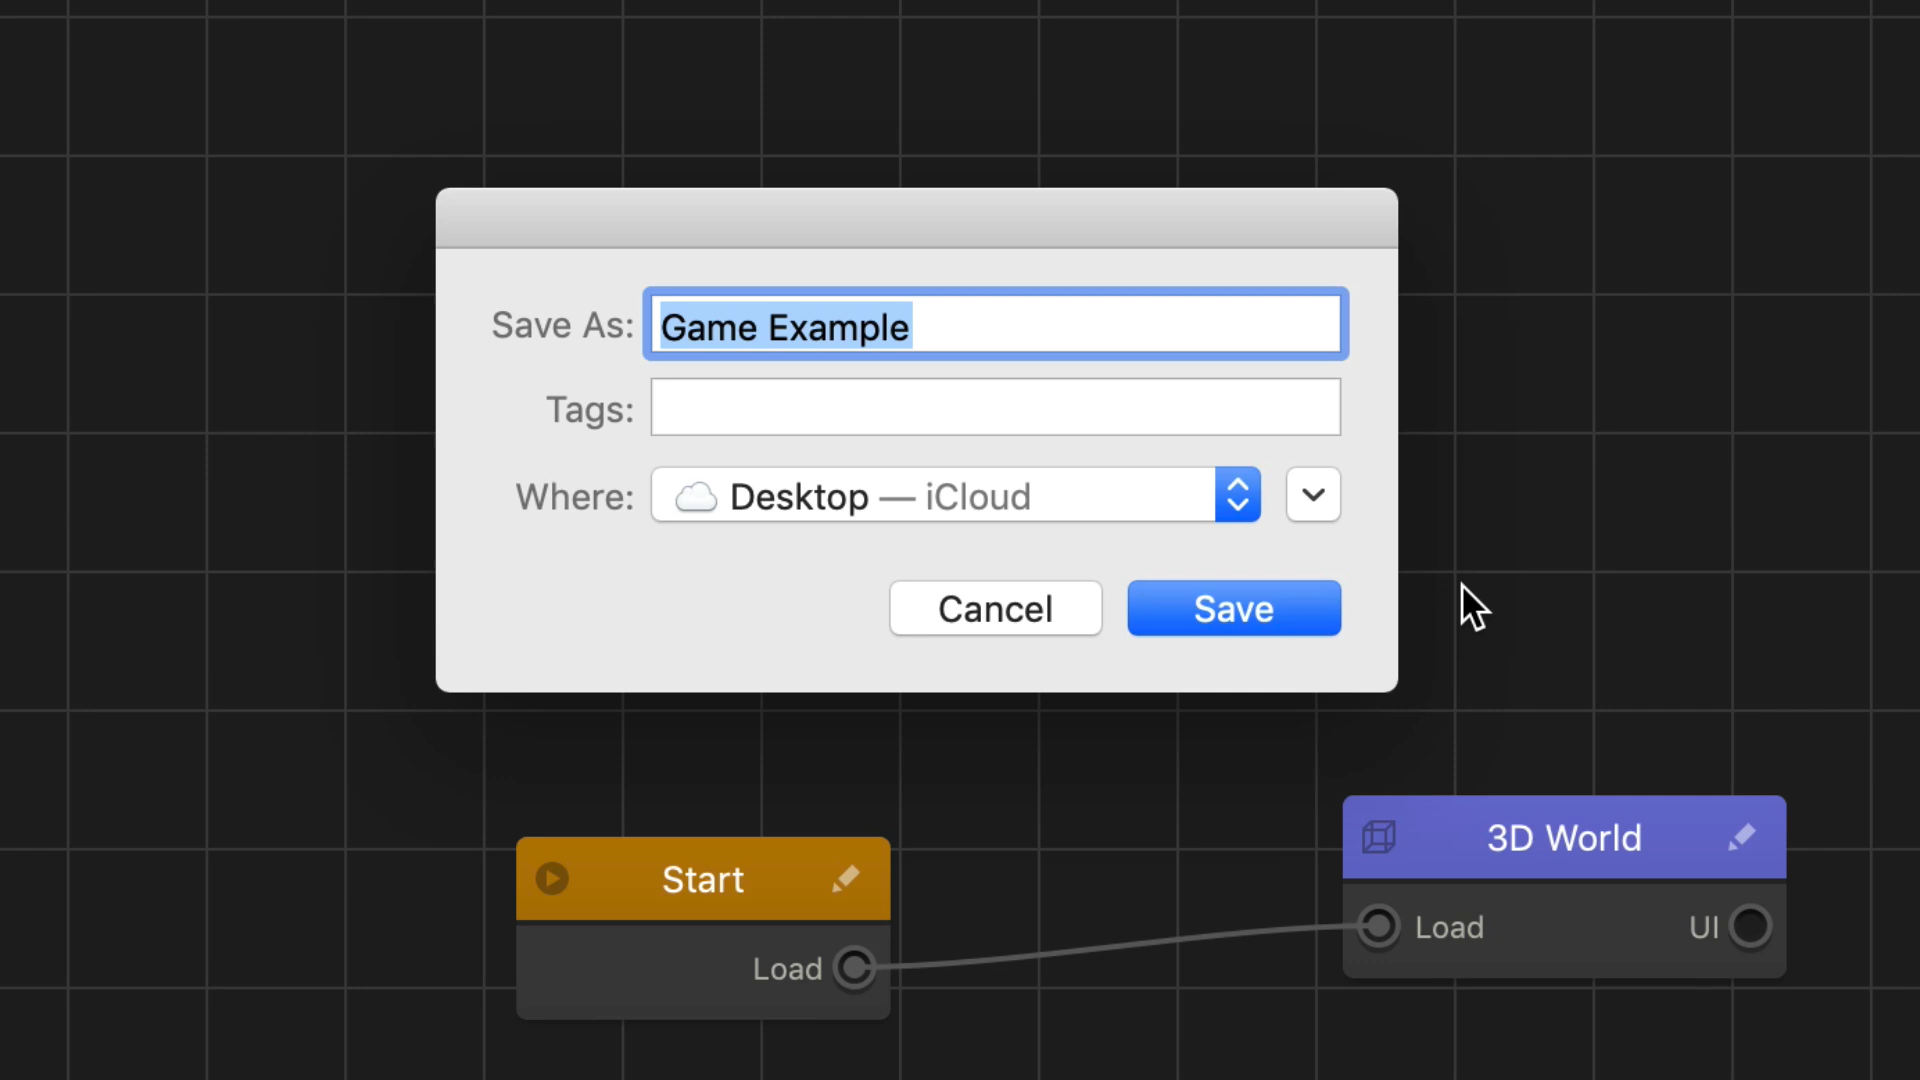 Save As: Game Example
Tags:
Where: Desktop — iCloud
Cancel Save
Start
Load
3D World
Load UI